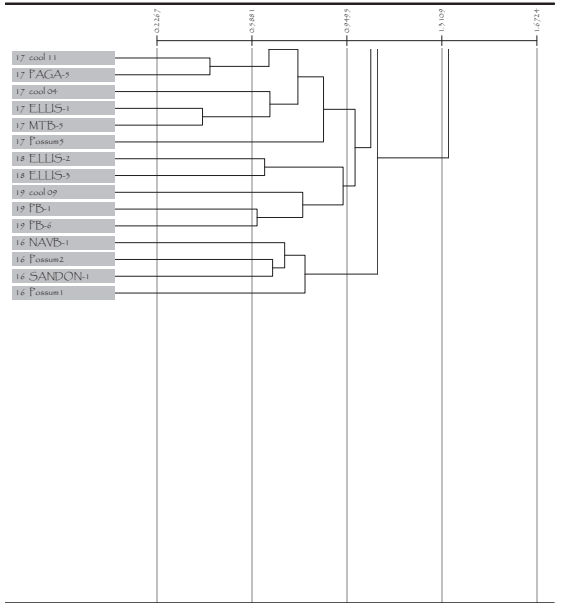 0.2267 0.5881 0.9495 1.3109 1.6724
17 cool 11
17 PAGA-3
17 cool 04
17 ELLIS-1
17 MTB-5
17 Possum3
18 ELLIS-2
18 ELLIS-3
19 cool 09
19 PB-1
19 PB-6
16 NAVB-1
16 Possum2
16 SANDON-1
16 Possum1